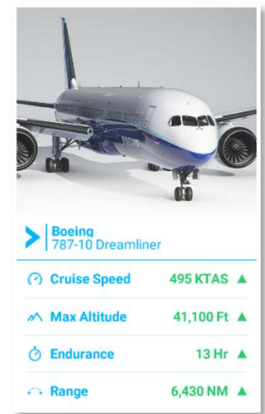 Boeing
787-10 Dreamliner
Cruise Speed 495 KTAS
Max Altitude 41,100 Ft
Endurance 13 Hr
Range 6,430 NM